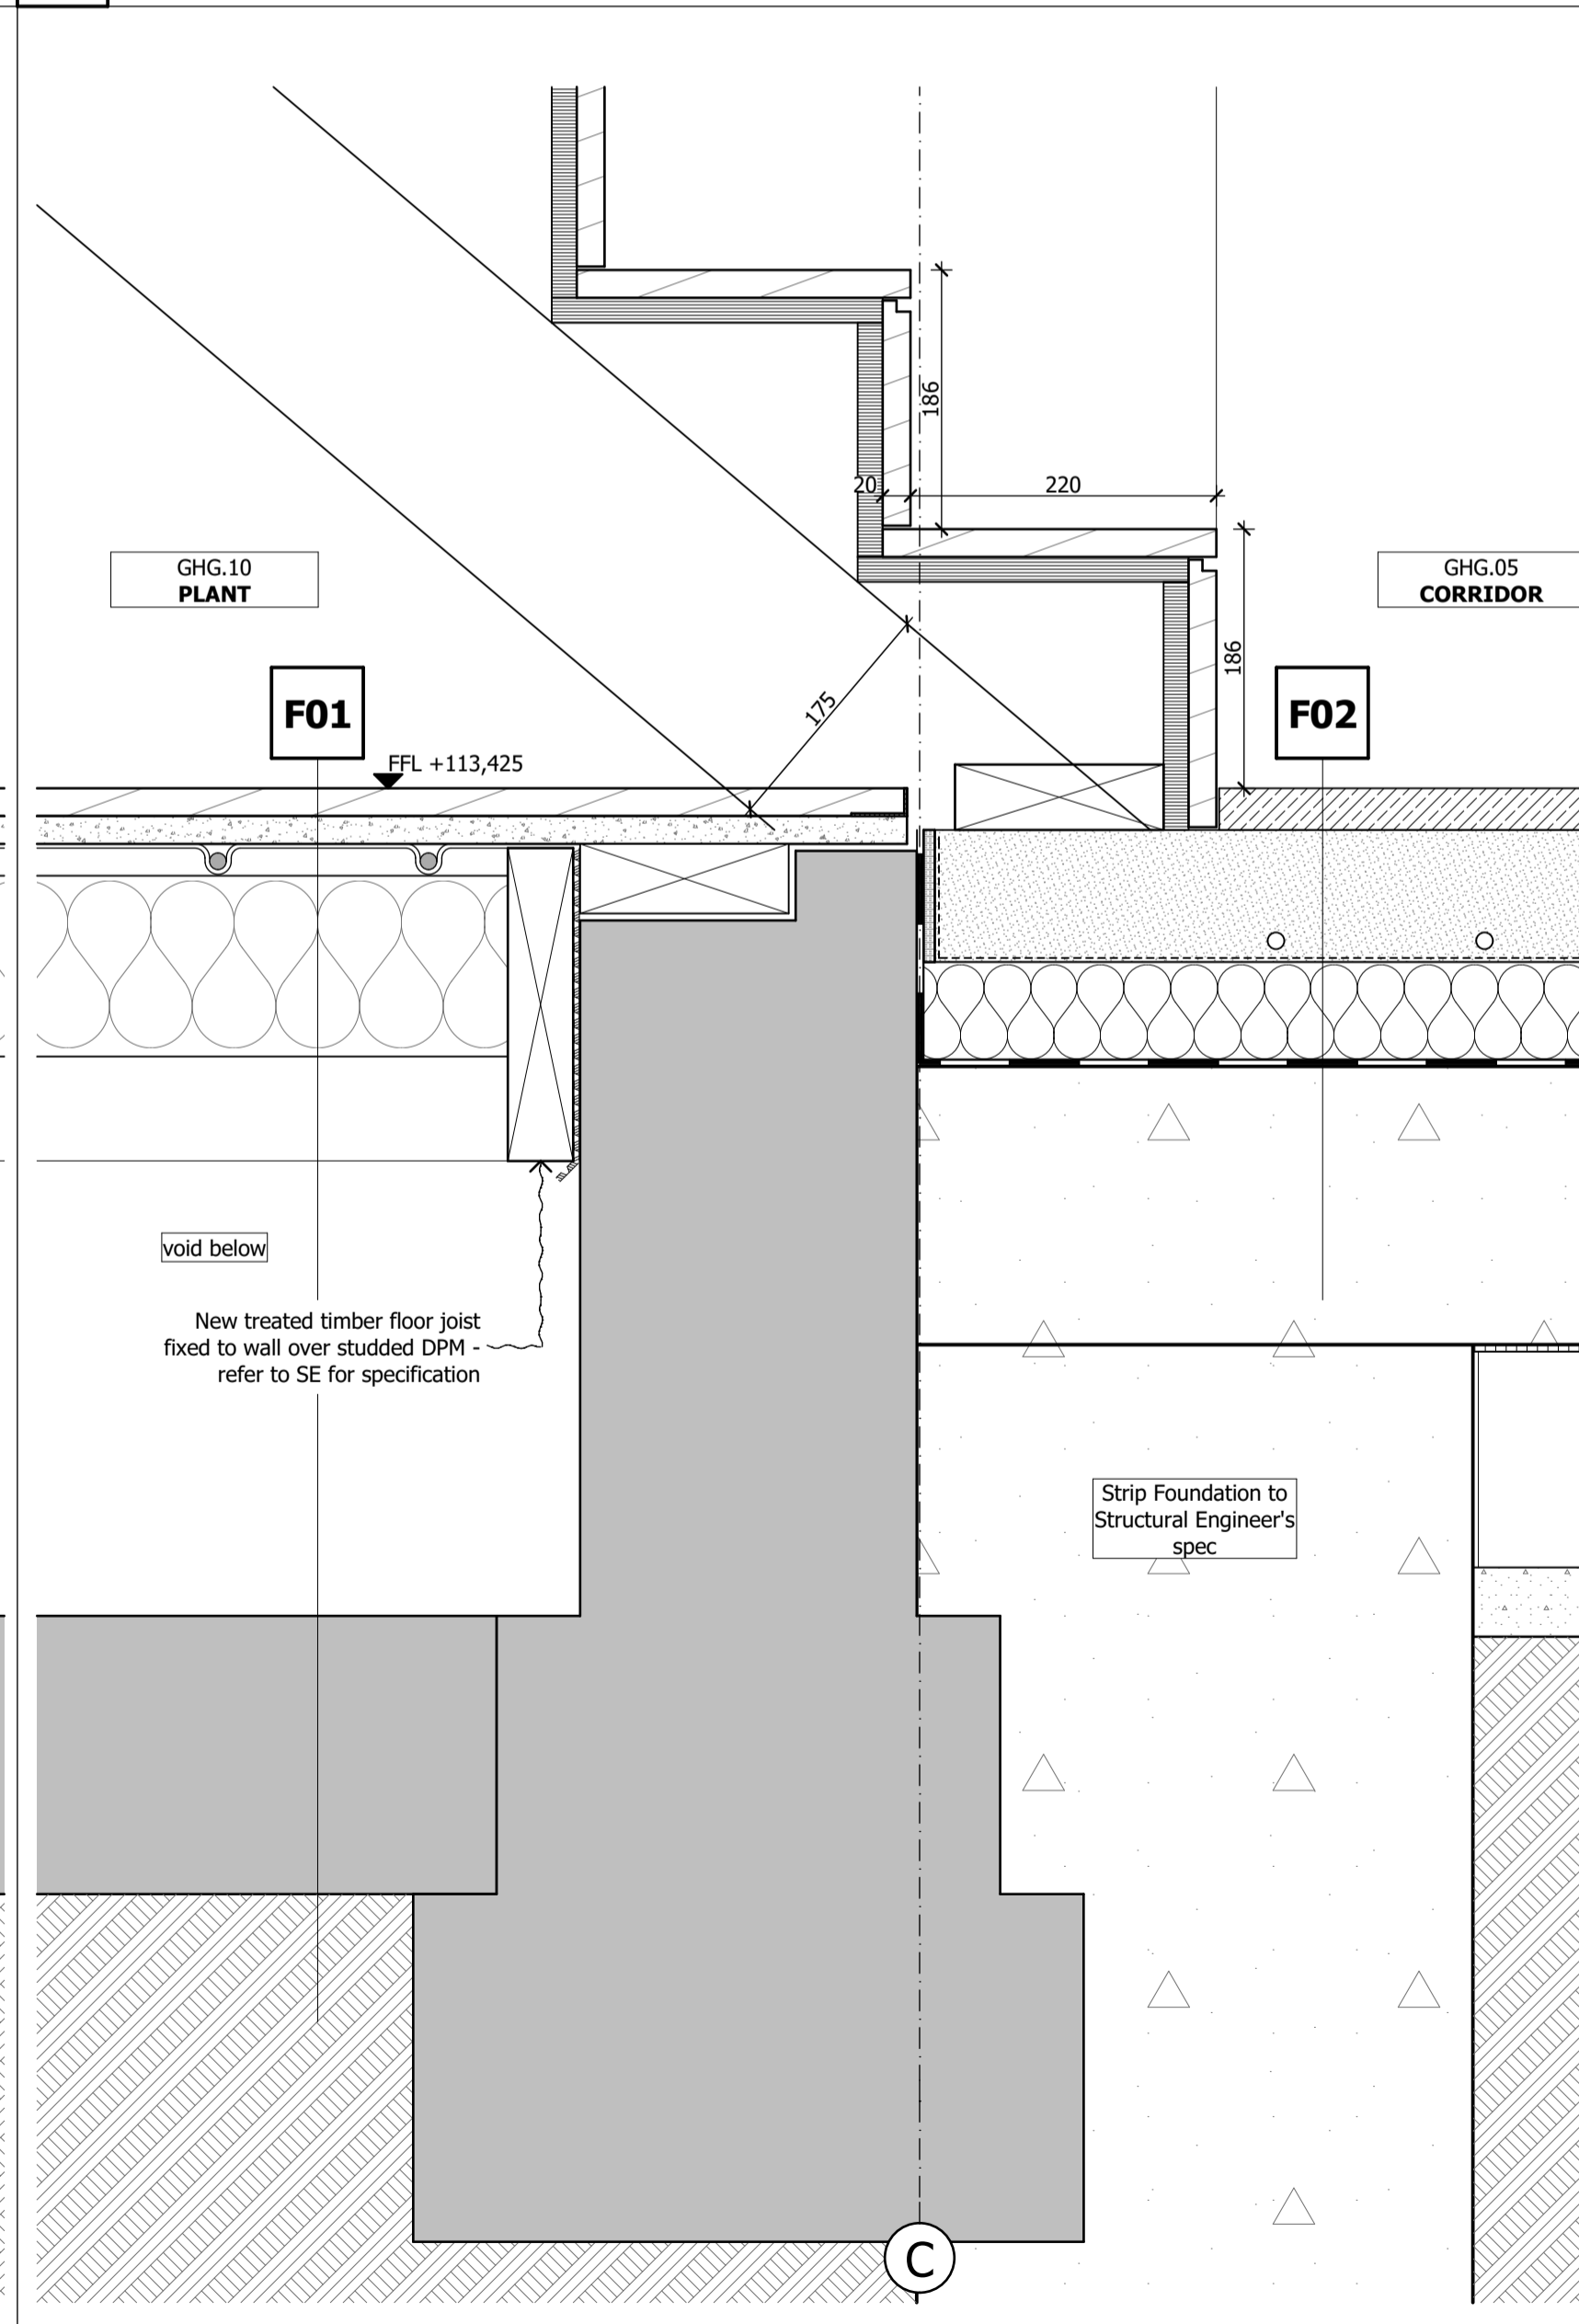 186
20
220
GHG.10
PLANT
GHG.05
CORRIDOR
186
F01
175
F02
FFL +113,425
void below
New treated timber floor joist
fixed to wall over studded DPM -
refer to SE for specification
Strip Foundation to
Structural Engineer's
spec
C